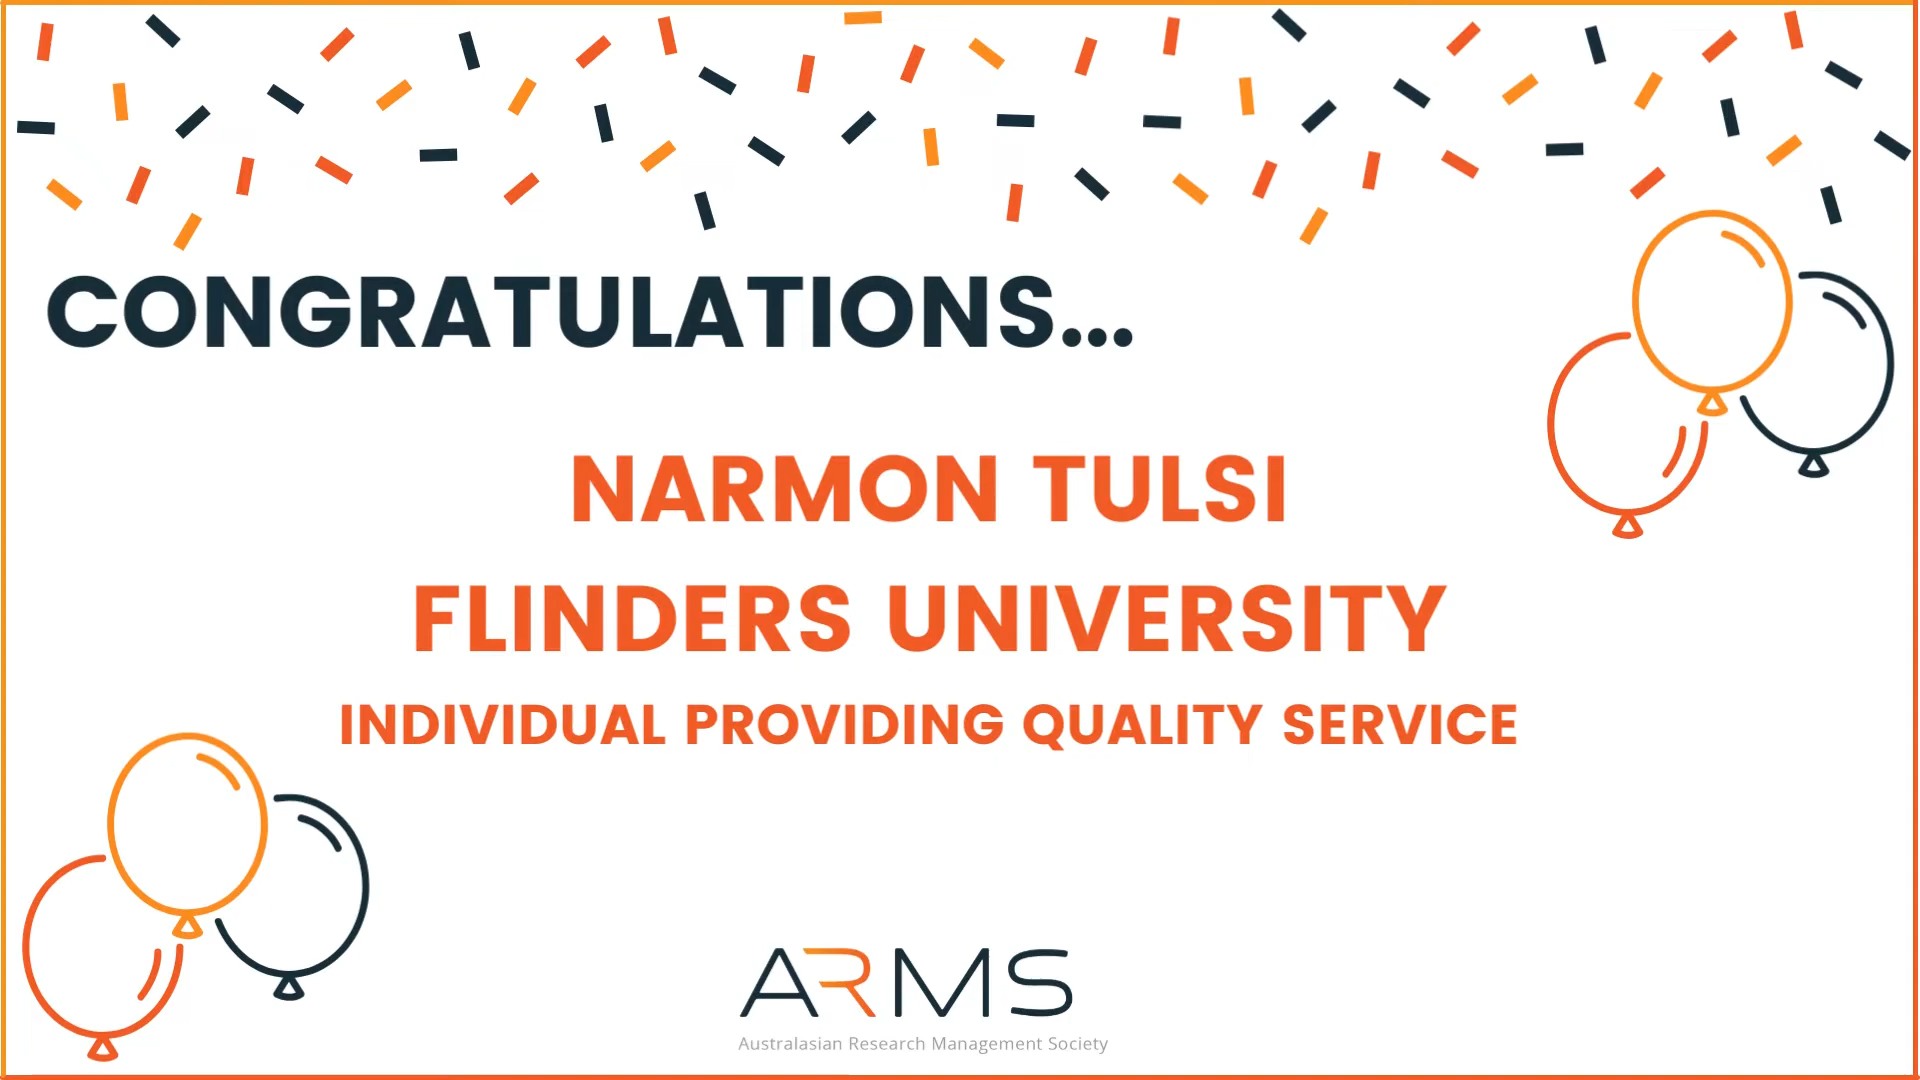 CONGRATULATIONS...
NARMON TULSI
FLINDERS UNIVERSITY
INDIVIDUAL PROVIDING QUALITY SERVICE
ARMS
Australasian Research Management Society